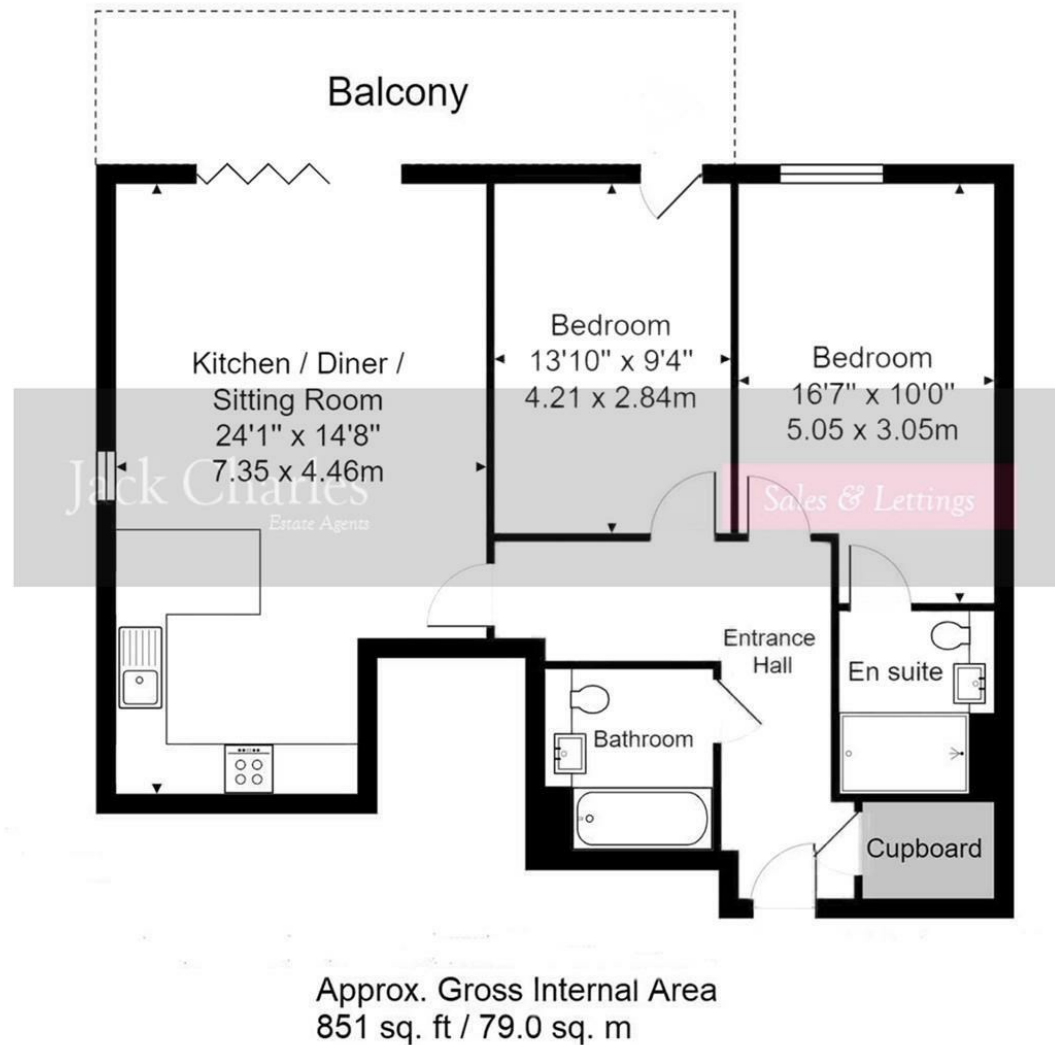 Balcony
Kitchen / Diner /
Sitting Room
24'1" x 14'8"
7.35 x 4.46m
Bedroom
13'10" x 9'4"
4.21 x 2.84m
Bedroom
16'7" x 10'0"
5.05 x 3.05m
Jack Charles
Estate Agents
Sales & Lettings
Entrance
Hall
En suite
Bathroom
Cupboard
Approx. Gross Internal Area
851 sq. ft / 79.0 sq. m